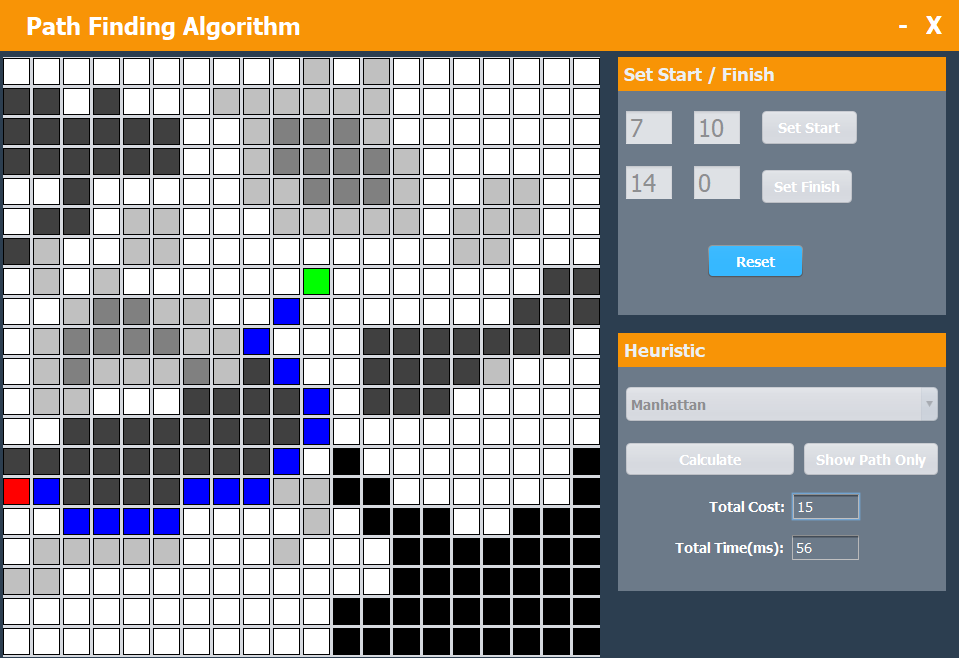 Path Finding Algorithm - X
Set Start / Finish
7 10 Set Start
14 0 Set Finish
Reset
Heuristic
Manhattan
Calculate Show Path Only
Total Cost: 15
Total Time(ms): 56